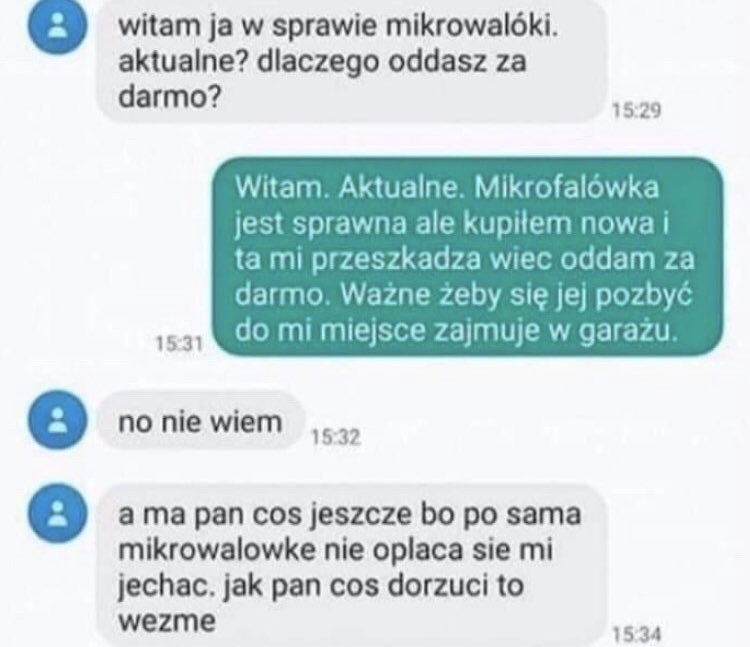 witam ja w sprawie mikrowalóki.
aktualne? dlaczego oddasz za
darmo?
15:29
Witam. Aktualne. Mikrofalówka
jest sprawna ale kupiłem nowa i
ta mi przeszkadza wiec oddam za
darmo. Ważne żeby się jej pozbyć
do mi miejsce zajmuje w garażu.
15:31
no nie wiem
15:32
a ma pan cos jeszcze bo po sama
mikrowalowke nie oplaca sie mi
jechac. jak pan cos dorzuci to
wezme
15:34